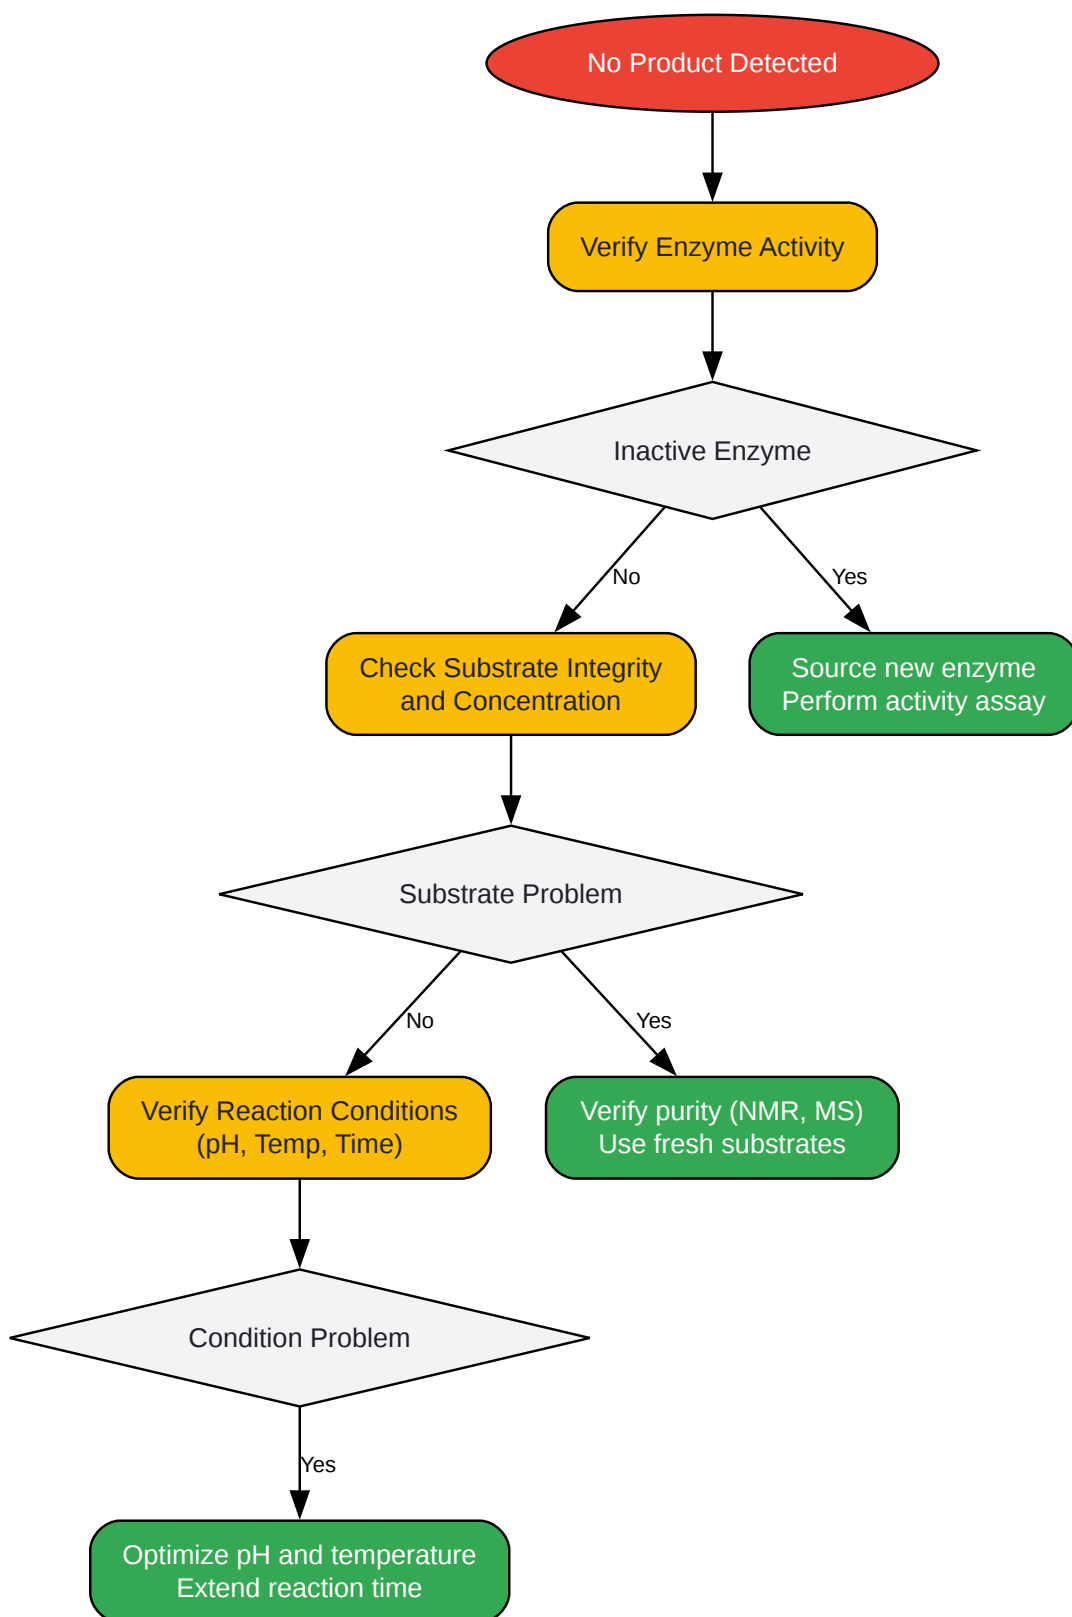 No Product Detected
Verify Enzyme Activity
Inactive Enzyme
No
Yes
Check Substrate Integrity
and Concentration
Source new enzyme
Perform activity assay
Substrate Problem
No
Yes
Verify Reaction Conditions
(pH, Temp, Time)
Verify purity (NMR, MS)
Use fresh substrates
Condition Problem
Yes
Optimize pH and temperature
Extend reaction time